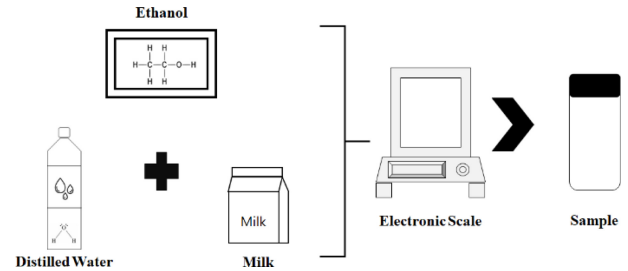 Ethanol
H H
H-C-C-O-H
H H
O
H H
Milk
Distilled Water
Milk
Electronic Scale
Sample